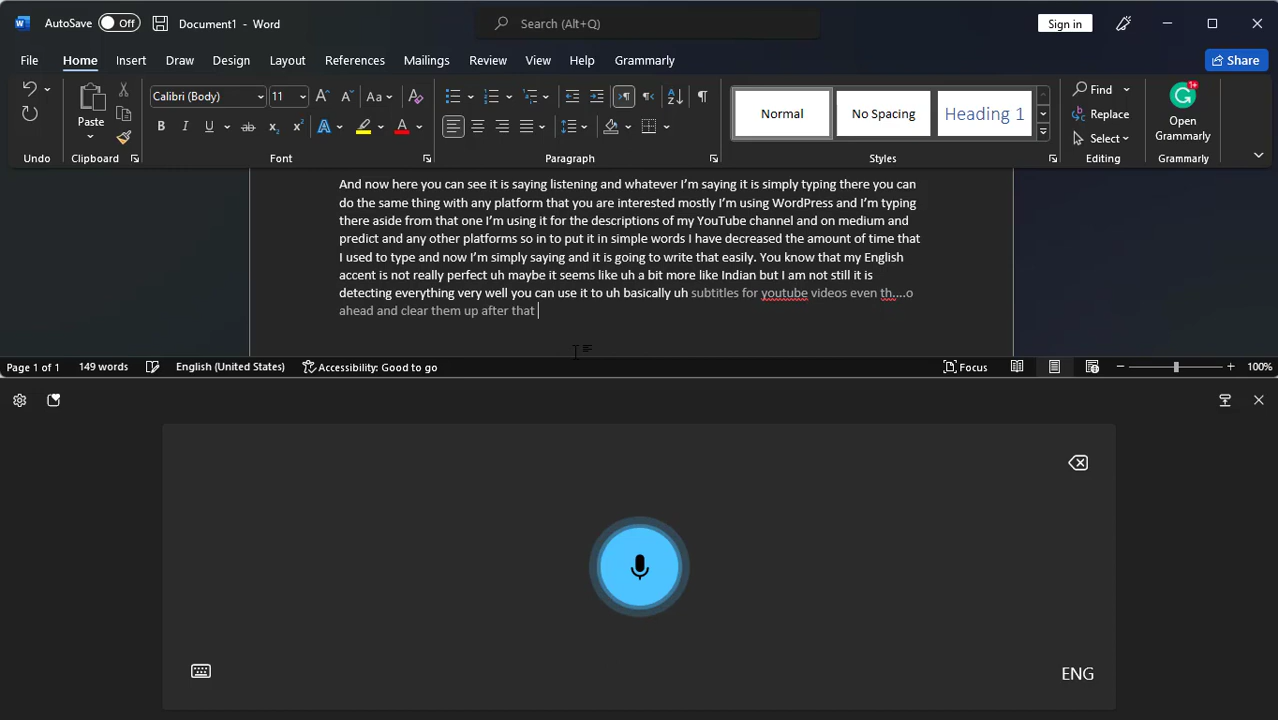 AutoSave Off Document1 - Word Search (Alt+Q) Sign in
File Home Insert Draw Design Layout References Mailings Review View Help Grammarly Share
Calibri (Body) 11 Aa Find
Paste Normal No Spacing Heading 1 Replace Open Grammarly
Select
Undo Clipboard Font Paragraph Styles Editing Grammarly
And now here you can see it is saying listening and whatever I'm saying it is simply typing there you can
do the same thing with any platform that you are interested mostly I'm using WordPress and I'm typing
there aside from that one I'm using it for the descriptions of my YouTube channel and on medium and
predict and any other platforms so in to put it in simple words I have decreased the amount of time that
I used to type and now I'm simply saying and it is going to write that easily. You know that my English
accent is not really perfect uh maybe it seems like uh a bit more like Indian but I am not still it is
detecting everything very well you can use it to uh basically uh subtitles for youtube videos even th....o
ahead and clear them up after that
Page 1 of 1 149 words English (United States) Accessibility: Good to go Focus 100%
ENG